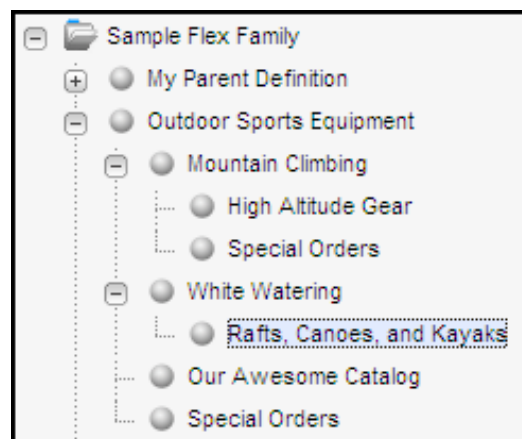 Sample Flex Family
My Parent Definition
Outdoor Sports Equipment
Mountain Climbing
High Altitude Gear
Special Orders
White Watering
Rafts, Canoes, and Kayaks
Our Awesome Catalog
Special Orders